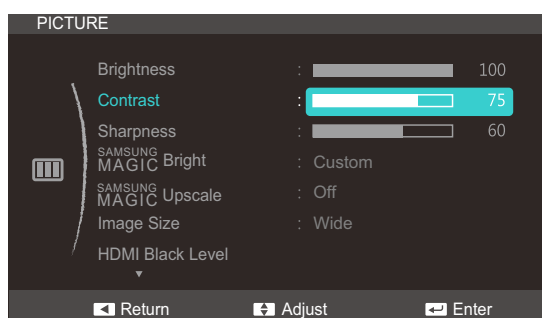 PICTURE
Brightness : 100
Contrast : 75
Sharpness : 60
SAMSUNG MAGIC Bright : Custom
SAMSUNG MAGIC Upscale : Off
Image Size : Wide
HDMI Black Level
Return Adjust Enter